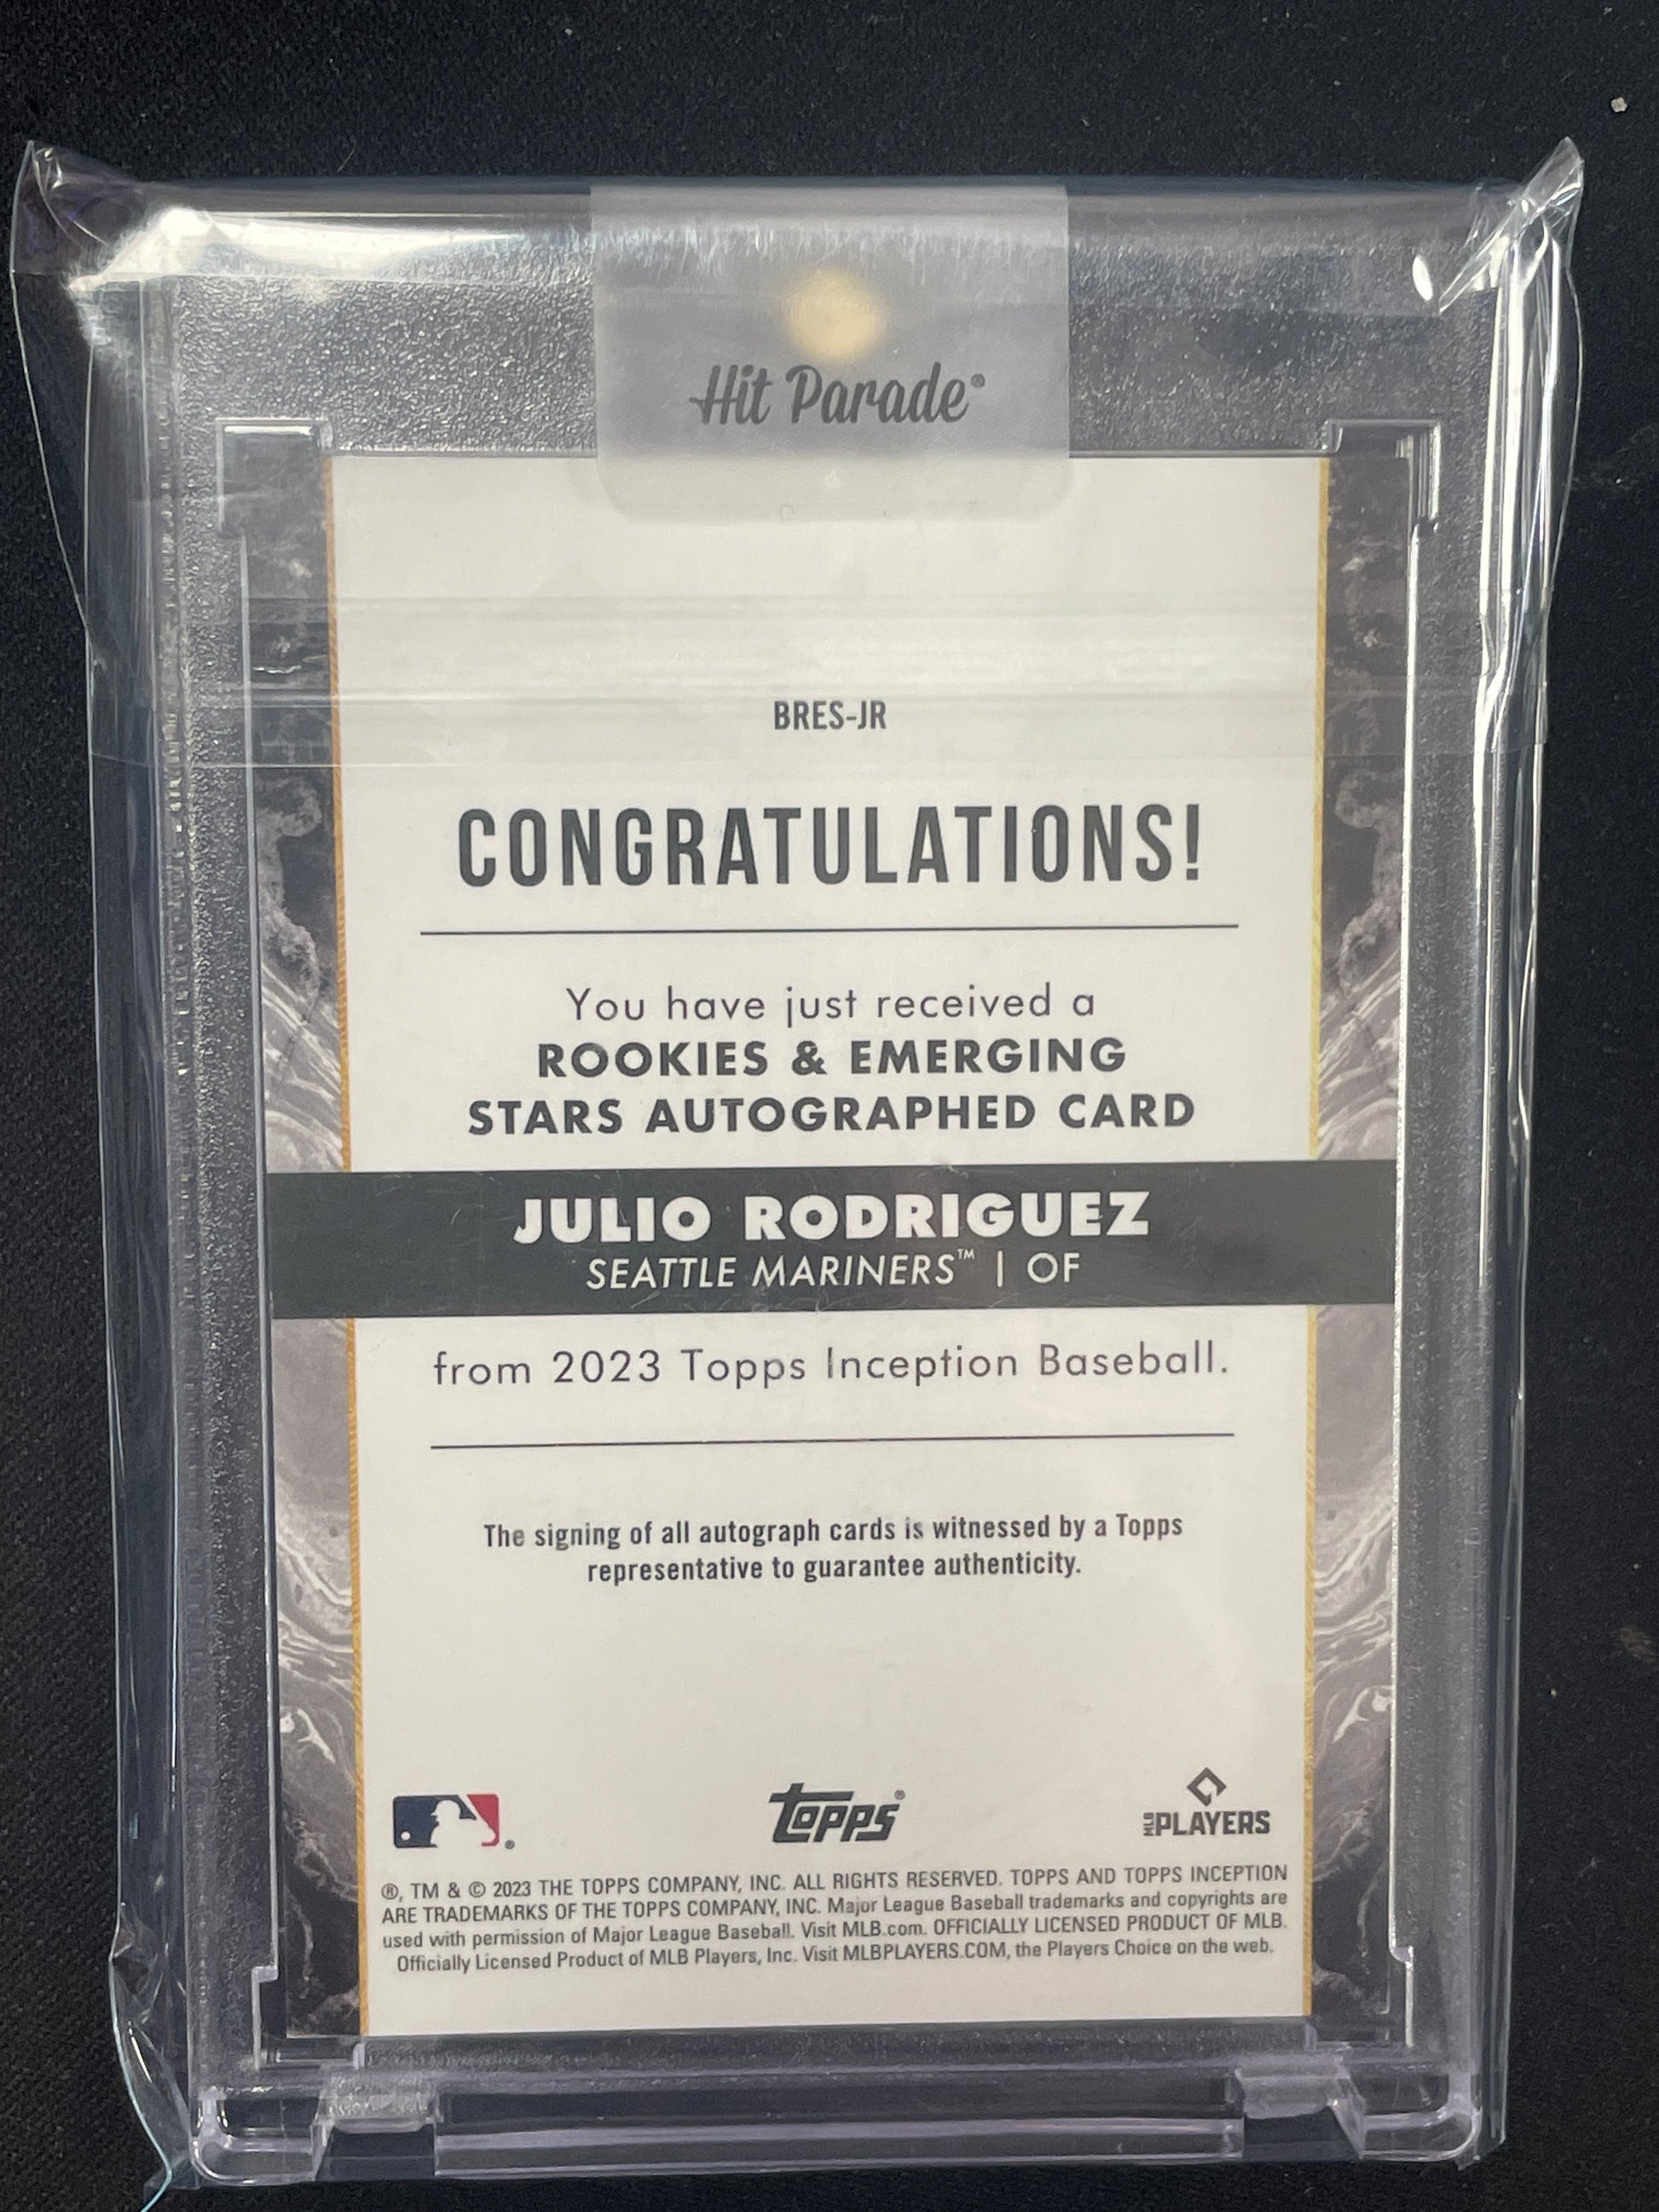 Hit Parade®
BRES-JR
CONGRATULATIONS!
You have just received a
ROOKIES & EMERGING
STARS AUTOGRAPHED CARD
JULIO RODRIGUEZ
SEATTLE MARINERS™ | OF
from 2023 Topps Inception Baseball.
The signing of all autograph cards is witnessed by a Topps
representative to guarantee authenticity.
topps®
MLB PLAYERS
®, TM & © 2023 THE TOPPS COMPANY, INC. ALL RIGHTS RESERVED. TOPPS AND TOPPS INCEPTION
ARE TRADEMARKS OF THE TOPPS COMPANY, INC. Major League Baseball trademarks and copyrights are
used with permission of Major League Baseball. Visit MLB.com. OFFICIALLY LICENSED PRODUCT OF MLB.
Officially Licensed Product of MLB Players, Inc. Visit MLBPLAYERS.COM, the Players Choice on the web.